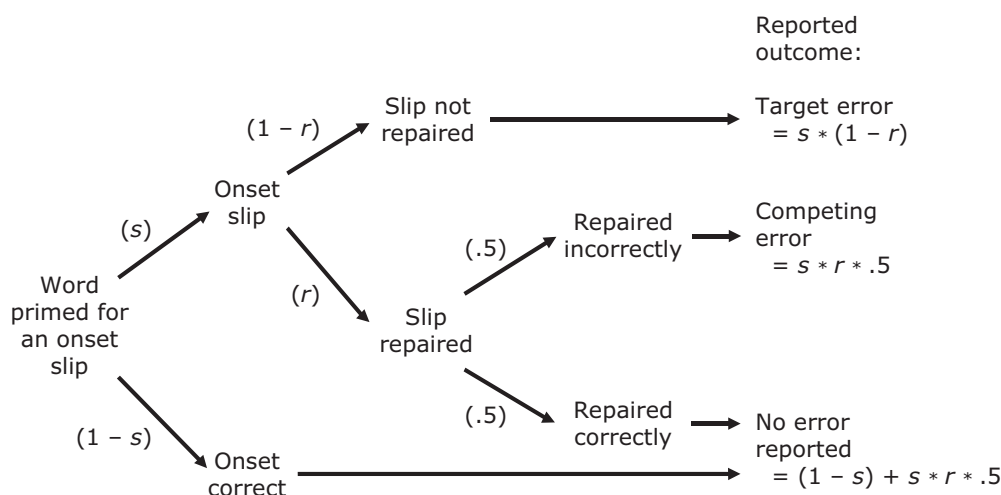 Reported
outcome:
Slip not
repaired
Target error
= s * (1 – r)
(1 – r)
Onset
slip
(s)
Competing
error
= s * r * .5
Repaired
incorrectly
(.5)
(r)
Word
primed for
an onset
slip
Slip
repaired
(.5)
Repaired
correctly
No error
reported
= (1 – s) + s * r * .5
(1 – s)
Onset
correct